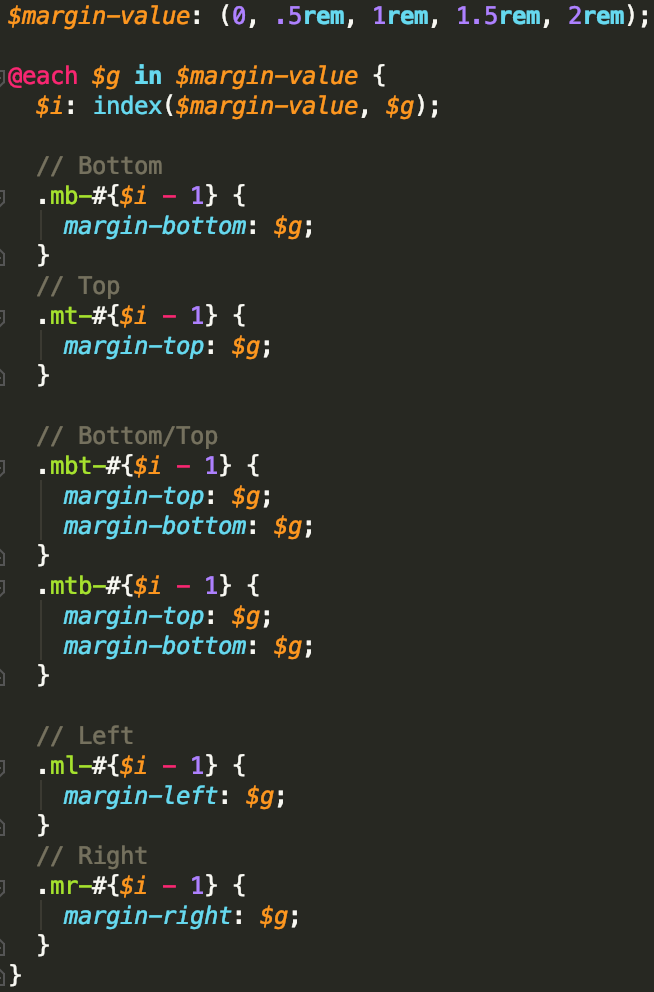 $margin-value: (0, .5rem, 1rem, 1.5rem, 2rem);
@each $g in $margin-value {
  $i: index($margin-value, $g);
  // Bottom
  .mb-#{$i - 1} {
    margin-bottom: $g;
  }
  // Top
  .mt-#{$i - 1} {
    margin-top: $g;
  }
  // Bottom/Top
  .mbt-#{$i - 1} {
    margin-top: $g;
    margin-bottom: $g;
  }
  .mtb-#{$i - 1} {
    margin-top: $g;
    margin-bottom: $g;
  }
  // Left
  .ml-#{$i - 1} {
    margin-left: $g;
  }
  // Right
  .mr-#{$i - 1} {
    margin-right: $g;
  }
}